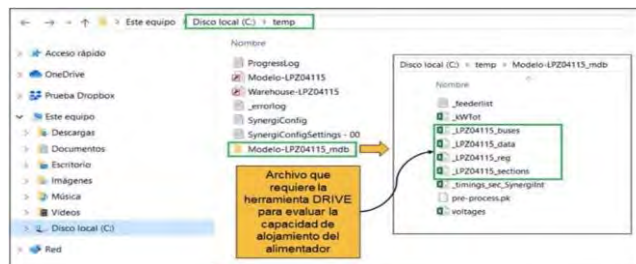 Este equipo > Disco local (C:) > temp
Acceso rápido
OneDrive
Prueba Dropbox
Este equipo
Descargas
Documentos
Escritorio
Imágenes
Música
Videos
Disco local (C:)
Red
Nombre
ProgressLog
Modelo-LPZ04115
Warehouse-LPZ04115
_errorlog
SynergiConfig
SynergiConfigSettings - 00
Modelo-LPZ04115_mdb
Archivo que
requiere la
herramienta DRIVE
para evaluar la
capacidad de
alojamiento del
alimentador
Disco local (C:) > temp > Modelo-LPZ04115_mdb
Nombre
_feederlist
_kWTot
_LPZ04115_buses
_LPZ04115_data
_LPZ04115_reg
_LPZ04115_sections
_timings_sec_SynergiInt
pre-process.pk
voltages